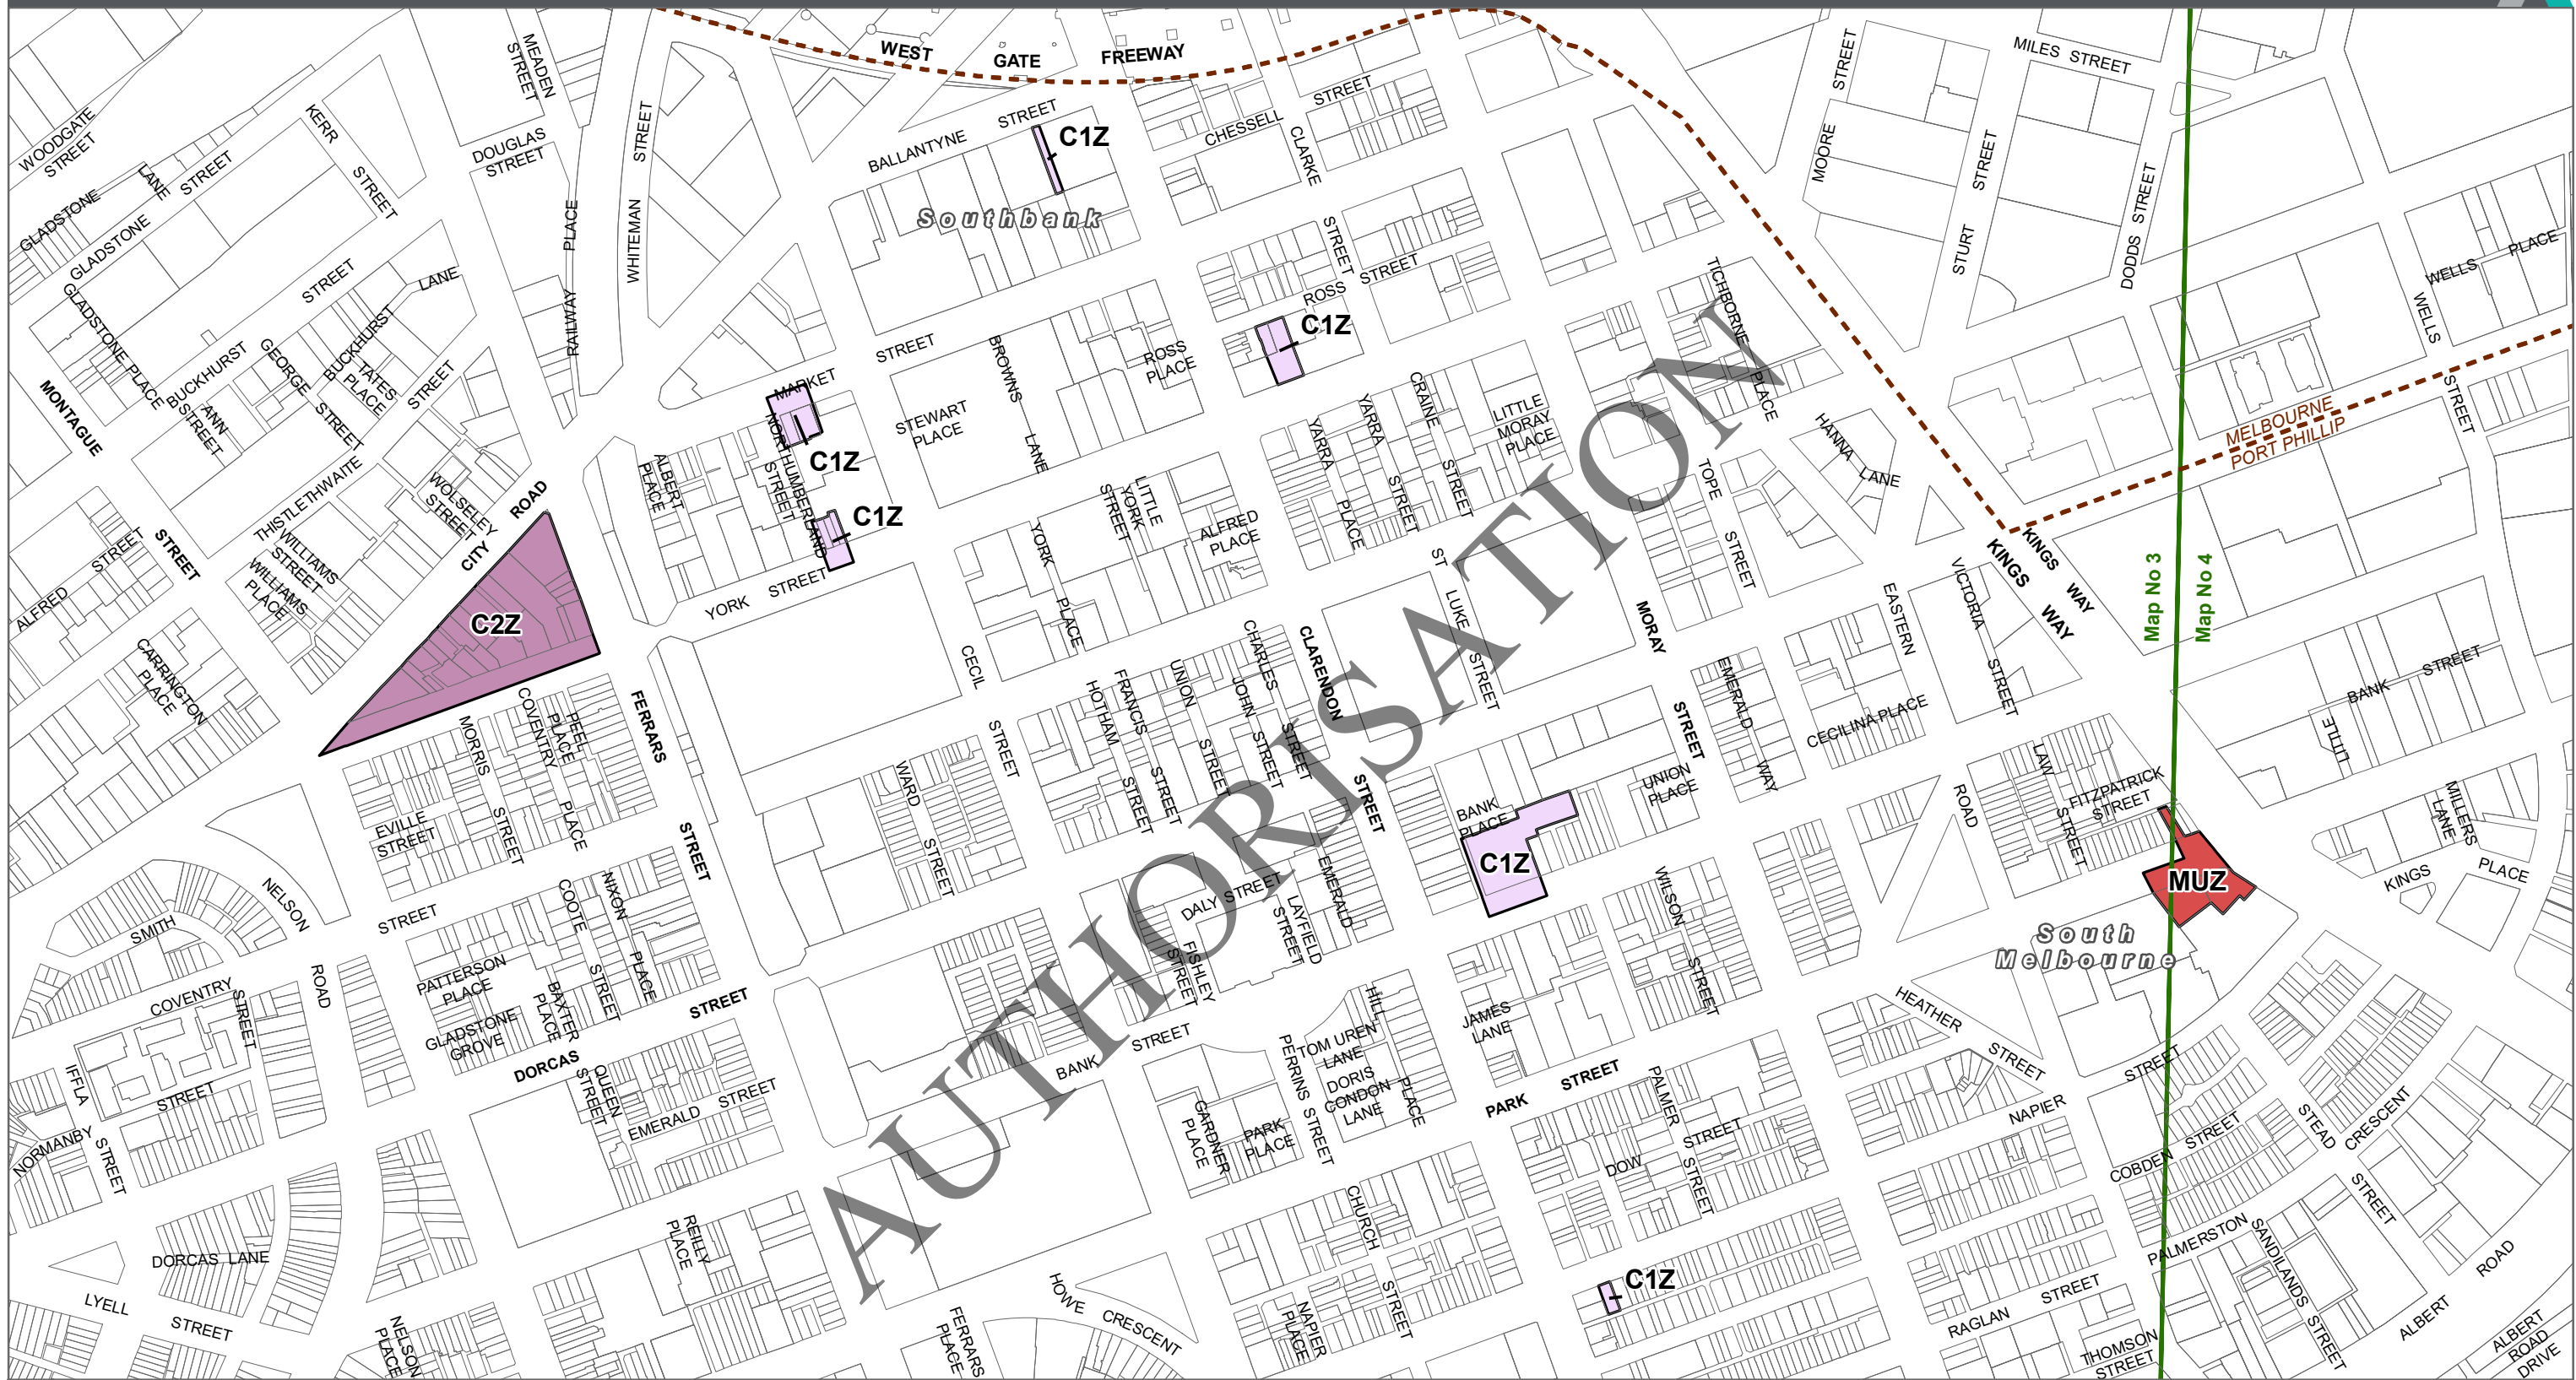 WEST GATE FREEWAY
MEADEN
STREET
WOODGATE
STREET
KERR
STREET
DOUGLAS
STREET
STREET
WHITEMAN
RAILWAY PLACE
BALLANTYNE STREET
C1Z
Southbank
CHESSELL STREET
CLARKE
STREET
MOORE STREET
MILES STREET
STURT STREET
DODDS STREET
WELLS PLACE
WELLS
STREET
GLADSTONE LANE
GLADSTONE STREET
GLADSTONE PLACE
BUCKHURST STREET
BUCKHURST LANE
GEORGE
STREET
TATES
PLACE
ANN
STREET
MONTAGUE
STREET
THISTLETHWAITE STREET
WOLSELEY
STREET
WILLIAMS
STREET
WILLIAMS
PLACE
CITY ROAD
ALFRED STREET
CARRINGTON
PLACE
C2Z
MARKET STREET
NORTHUMBERLAND
STREET
C1Z
C1Z
ALBERT
PLACE
YORK STREET
STEWART
PLACE
BROWNS
LANE
ROSS
PLACE
ROSS STREET
C1Z
TICHBORNE
PLACE
YARRA
PLACE
YARRA
STREET
CRAINE
STREET
LITTLE
MORAY
PLACE
HANNA
LANE
TOPE
STREET
LITTLE
YORK
STREET
ALFRED
PLACE
YORK
PLACE
ST
LUKE
STREET
MORAY
STREET
EASTERN
ROAD
VICTORIA
STREET
KINGS
WAY
KINGS
WAY
MELBOURNE
PORT PHILLIP
Map No 3
Map No 4
CECIL
STREET
CLARENDON
STREET
CHARLES
STREET
JOHN
STREET
UNION
STREET
FRANCIS
STREET
HOTHAM
STREET
FERRARS
STREET
MORRIS
STREET
COVENTRY
PLACE
PEEL
PLACE
EVILLE
STREET
WARD
STREET
EMERALD
WAY
CECILINA PLACE
LITTLE BANK STREET
LAW
STREET
FITZPATRICK
STREET
MILLERS
LANE
BANK
PLACE
UNION
PLACE
C1Z
MUZ
South
Melbourne
KINGS PLACE
SMITH
NELSON
ROAD
COVENTRY STREET
COOTE
STREET
NIXON
PLACE
PATTERSON
PLACE
BAXTER
PLACE
GLADSTONE
GROVE
DORCAS STREET
DALY STREET
LAYFIELD
STREET
EMERALD
FISHLEY
STREET
WILSON
STREET
JAMES
LANE
HEATHER
STREET
IFFLA
STREET
STREET
STREET
NORMANBY
QUEEN
STREET
EMERALD STREET
BANK STREET
PERRINS STREET
TOM UREN
LANE
DORIS
CONDON
LANE
HILL
PLACE
PARK STREET
PALMER
STREET
DOW STREET
NAPIER
STREET
COBDEN STREET
STEAD
STREET
CRESCENT
GARDNER
PLACE
PARK
PLACE
CHURCH
STREET
DORCAS LANE
LYELL
STREET
REILLY
PLACE
NELSON
PLACE
FERRARS
PLACE
HOWE CRESCENT
NAPIER
PLACE
C1Z
RAGLAN STREET
THOMSON
STREET
PALMERSTON
SANDILANDS STREET
ALBERT ROAD
ALBERT
ROAD
DRIVE
AUTHORISATION